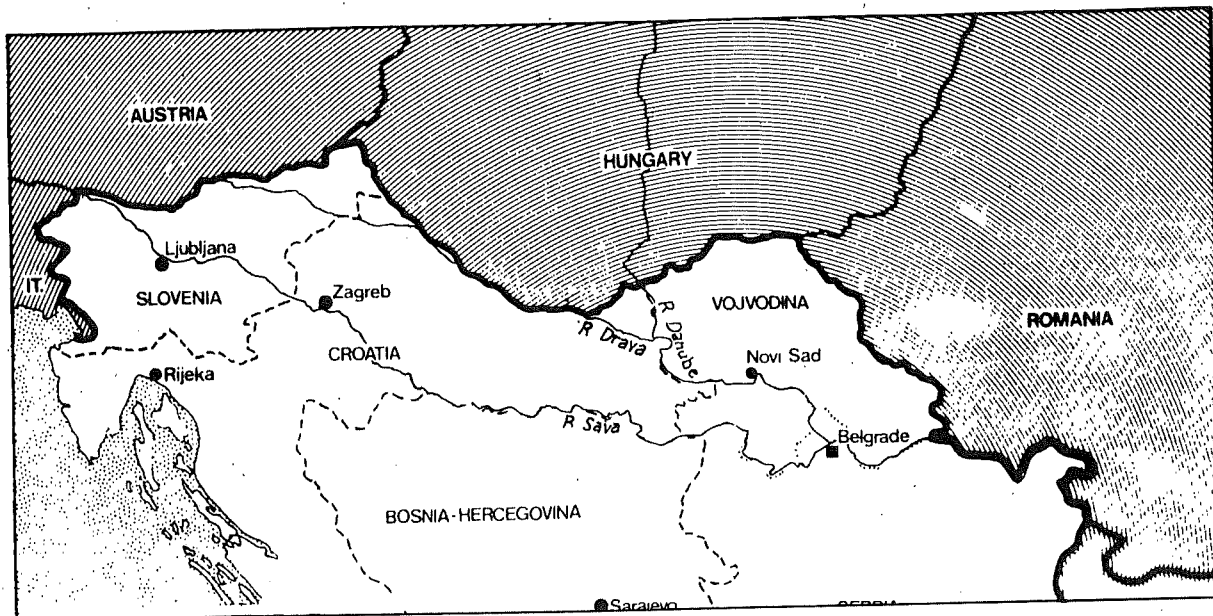 AUSTRIA
HUNGARY
Ljubljana
IT.
SLOVENIA
Zagreb
VOJVODINA
ROMANIA
R Drava
R Danube
CROATIA
Novi Sad
Rijeka
R Sava
Belgrade
BOSNIA-HERCEGOVINA
Sarajevo
SERBIA